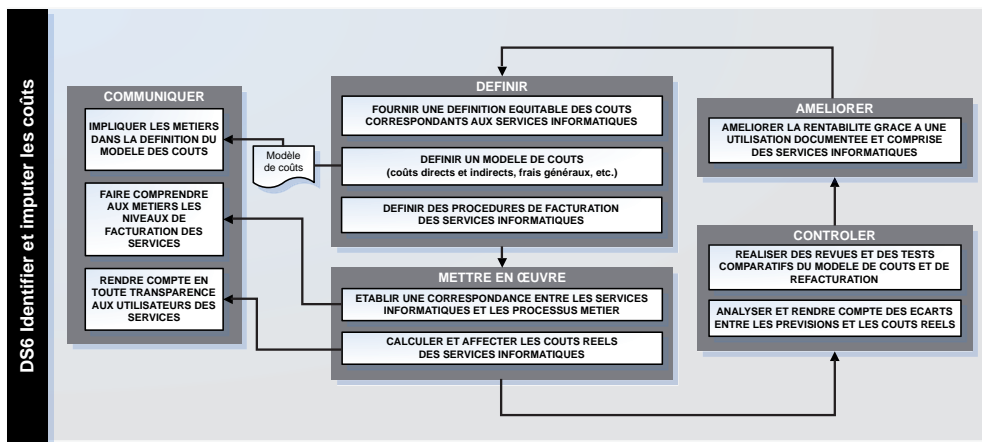 DS6 Identifier et imputer les coûts
COMMUNIQUER
IMPLIQUER LES METIERS
DANS LA DEFINITION DU
MODELE DES COUTS
FAIRE COMPRENDRE
AUX METIERS LES
NIVEAUX DE
FACTURATION DES
SERVICES
RENDRE COMPTE EN
TOUTE TRANSPARENCE
AUX UTILISATEURS DES
SERVICES
Modèle
de coûts
DEFINIR
FOURNIR UNE DEFINITION EQUITABLE DES COUTS
CORRESPONDANTS AUX SERVICES INFORMATIQUES
DEFINIR UN MODELE DE COUTS
(coûts directs et indirects, frais généraux, etc.)
DEFINIR DES PROCEDURES DE FACTURATION
DES SERVICES INFORMATIQUES
METTRE EN ŒUVRE
ETABLIR UNE CORRESPONDANCE ENTRE LES SERVICES
INFORMATIQUES ET LES PROCESSUS METIER
CALCULER ET AFFECTER LES COUTS REELS
DES SERVICES INFORMATIQUES
AMELIORER
AMELIORER LA RENTABILITE GRACE A UNE
UTILISATION DOCUMENTEE ET COMPRISE
DES SERVICES INFORMATIQUES
CONTROLER
REALISER DES REVUES ET DES TESTS
COMPARATIFS DU MODELE DE COUTS ET DE
REFACTURATION
ANALYSER ET RENDRE COMPTE DES ECARTS
ENTRE LES PREVISIONS ET LES COUTS REELS